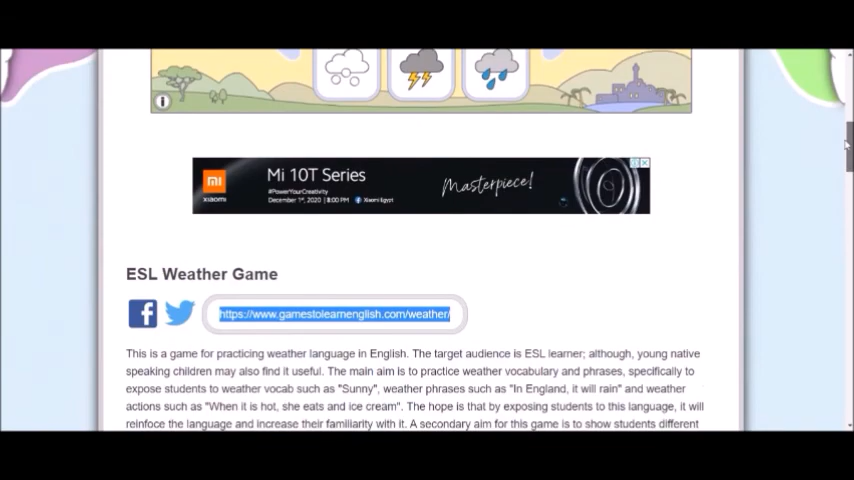 Mi 10T Series
#PowerYourCreativity
December 1st, 2020 | 8:00 PM Xiaomi Egypt
Masterpiece!
mi
XIAOMI
ESL Weather Game
https://www.gamestolearnenglish.com/weather/
This is a game for practicing weather language in English. The target audience is ESL learner; although, young native
speaking children may also find it useful. The main aim is to practice weather vocabulary and phrases, specifically to
expose students to weather vocab such as "Sunny", weather phrases such as "In England, it will rain" and weather
actions such as "When it is hot, she eats and ice cream". The hope is that by exposing students to this language, it will
reinfoce the language and increase their familiarity with it. A secondary aim for this game is to show students different